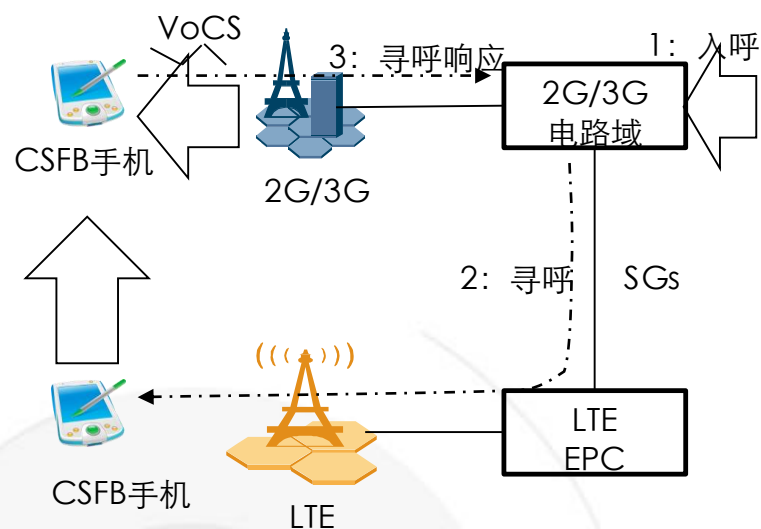 VoCS
1：入呼
3：寻呼响应
2G/3G
电路域
CSFB手机
2G/3G
2：寻呼
SGs
LTE
EPC
CSFB手机
LTE